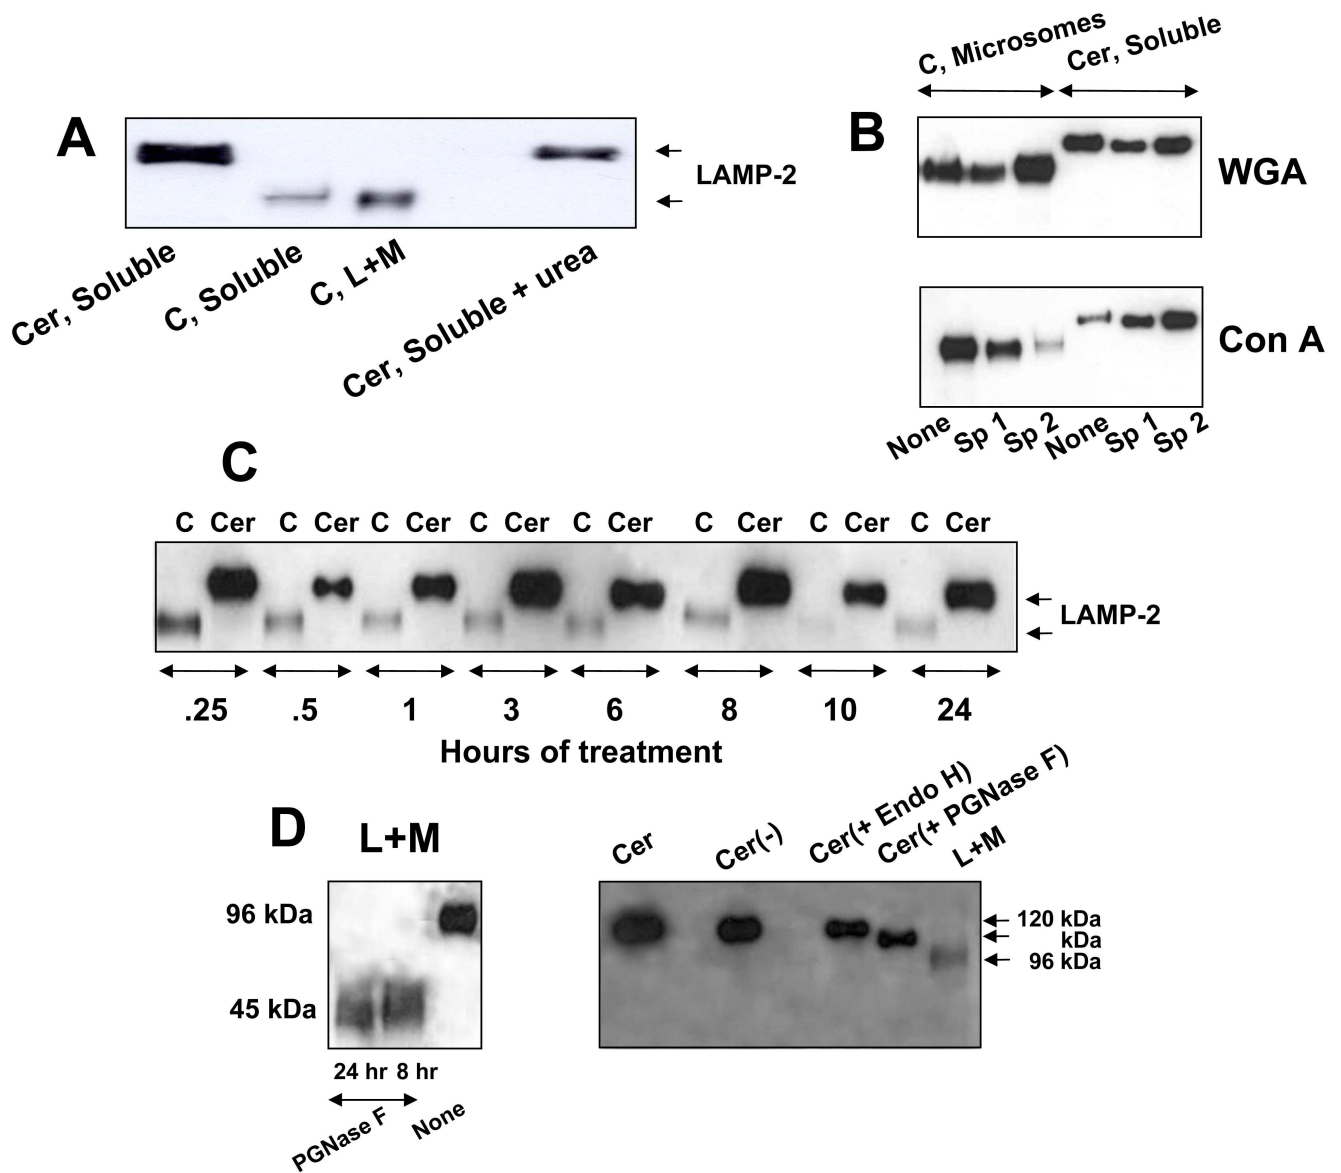 A
Cer, Soluble
C, Soluble
C, L+M
Cer, Soluble + urea
LAMP-2
B
C, Microsomes
Cer, Soluble
WGA
Con A
None
Sp 1
Sp 2
None
Sp 1
Sp 2
C
C Cer C Cer C Cer C Cer C Cer C Cer C Cer C Cer
LAMP-2
.25 .5 1 3 6 8 10 24
Hours of treatment
D
L+M
96 kDa
45 kDa
24 hr 8 hr
PGNase F
None
Cer
Cer(-)
Cer(+ Endo H)
Cer(+ PGNase F)
L+M
120 kDa
kDa
96 kDa